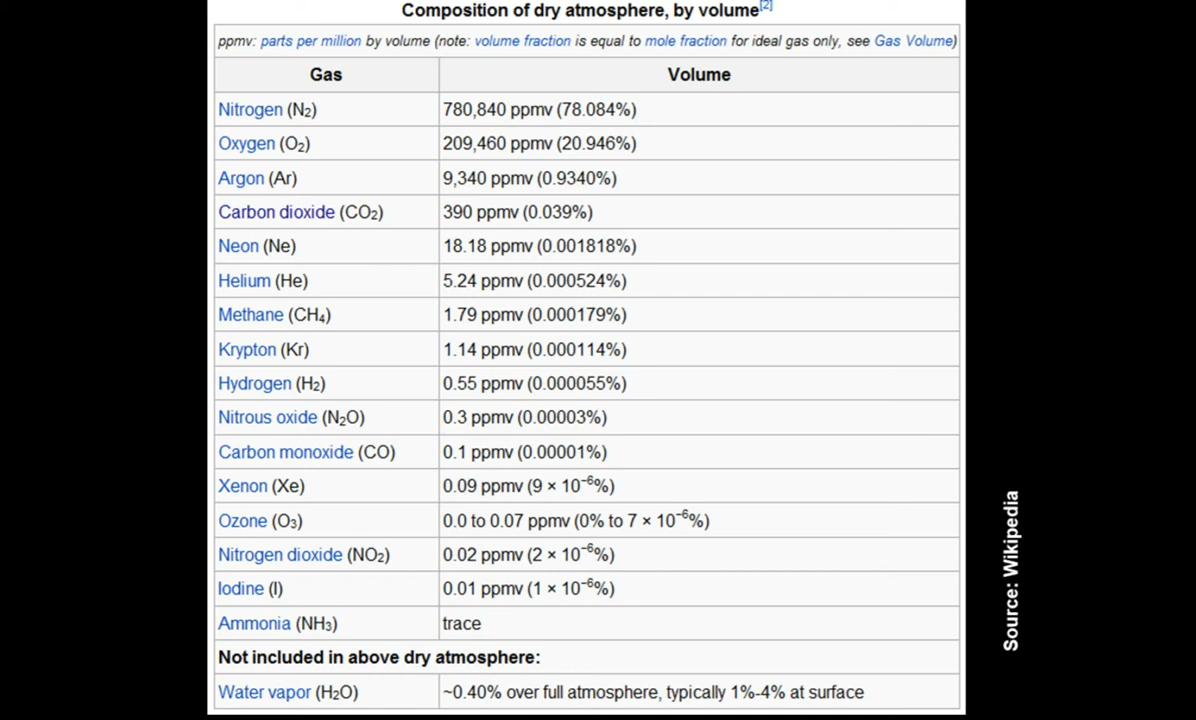 Composition of dry atmosphere, by volume[2]
ppmv: parts per million by volume (note: volume fraction is equal to mole fraction for ideal gas only, see Gas Volume)
Gas Volume
Nitrogen (N₂) 780,840 ppmv (78.084%)
Oxygen (O₂) 209,460 ppmv (20.946%)
Argon (Ar) 9,340 ppmv (0.9340%)
Carbon dioxide (CO₂) 390 ppmv (0.039%)
Neon (Ne) 18.18 ppmv (0.001818%)
Helium (He) 5.24 ppmv (0.000524%)
Methane (CH₄) 1.79 ppmv (0.000179%)
Krypton (Kr) 1.14 ppmv (0.000114%)
Hydrogen (H₂) 0.55 ppmv (0.000055%)
Nitrous oxide (N₂O) 0.3 ppmv (0.00003%)
Carbon monoxide (CO) 0.1 ppmv (0.00001%)
Xenon (Xe) 0.09 ppmv (9 × 10⁻⁶%)
Ozone (O₃) 0.0 to 0.07 ppmv (0% to 7 × 10⁻⁶%)
Nitrogen dioxide (NO₂) 0.02 ppmv (2 × 10⁻⁶%)
Iodine (I) 0.01 ppmv (1 × 10⁻⁶%)
Ammonia (NH₃) trace
Not included in above dry atmosphere:
Water vapor (H₂O) ~0.40% over full atmosphere, typically 1%-4% at surface
Source: Wikipedia